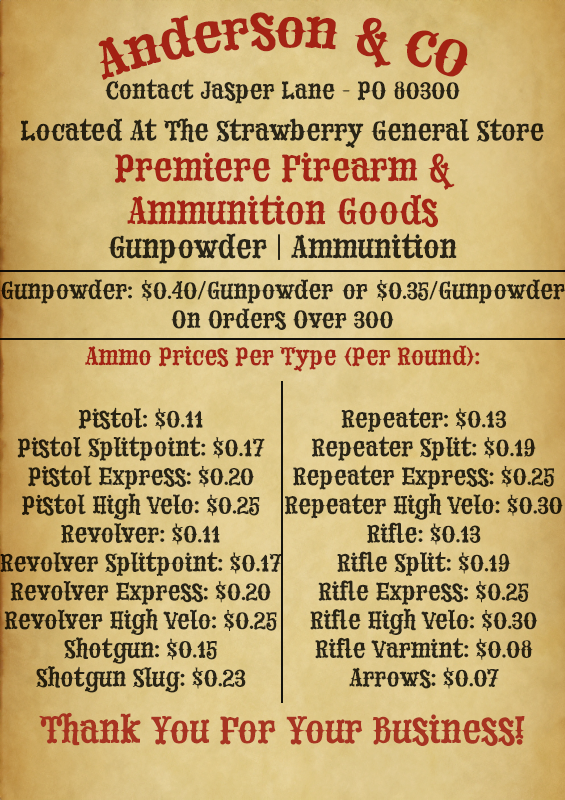 Anderson & Co
Contact Jasper Lane - PO 80300
Located At The Strawberry General Store
Premiere Firearm &
Ammunition Goods
Gunpowder | Ammunition
Gunpowder: $0.40/Gunpowder or $0.35/Gunpowder
On Orders Over 300
Ammo Prices Per Type (Per Round):
Pistol: $0.11
Pistol Splitpoint: $0.17
Pistol Express: $0.20
Pistol High Velo: $0.25
Revolver: $0.11
Revolver Splitpoint: $0.17
Revolver Express: $0.20
Revolver High Velo: $0.25
Shotgun: $0.15
Shotgun Slug: $0.23
Repeater: $0.13
Repeater Split: $0.19
Repeater Express: $0.25
Repeater High Velo: $0.30
Rifle: $0.13
Rifle Split: $0.19
Rifle Express: $0.25
Rifle High Velo: $0.30
Rifle Varmint: $0.08
Arrows: $0.07
Thank You For Your Business!